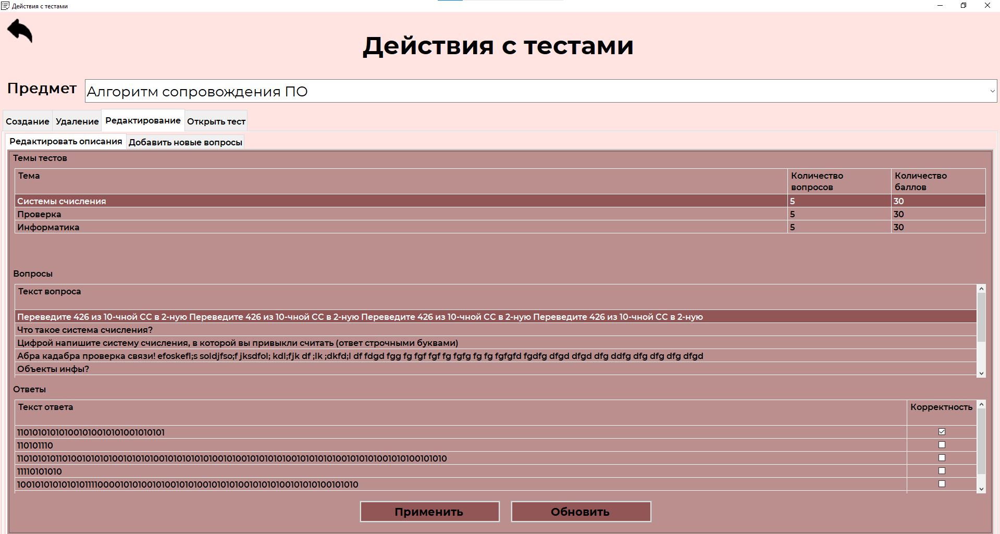 Действия с тестами
Действия с тестами
Предмет
Алгоритм сопровождения ПО
Создание Удаление Редактирование Открыть тест
Редактировать описания Добавить новые вопросы
Темы тестов
Тема Количество вопросов Количество баллов
Системы счисления 5 30
Проверка 5 30
Информатика 5 30
Вопросы
Текст вопроса
Переведите 426 из 10-чной СС в 2-ную Переведите 426 из 10-чной СС в 2-ную Переведите 426 из 10-чной СС в 2-ную Переведите 426 из 10-чной СС в 2-ную
Что такое система счисления?
Цифрой напишите систему счисления, в которой вы привыкли считать (ответ строчными буквами)
Абра кадабра проверка связи! efoskefl;s soldjfso;f jksdfol; kdl;fjk df ;lk ;dkfd;l df fdgd fgg fg fgf fgf fg fgfg fg fg fgfgfd fgdfg dfgd dfgd dfg ddfg dfg dfg dfg dfgd
Объекты инфы?
Ответы
Текст ответа Корректность
110101110
11110101010
Применить Обновить